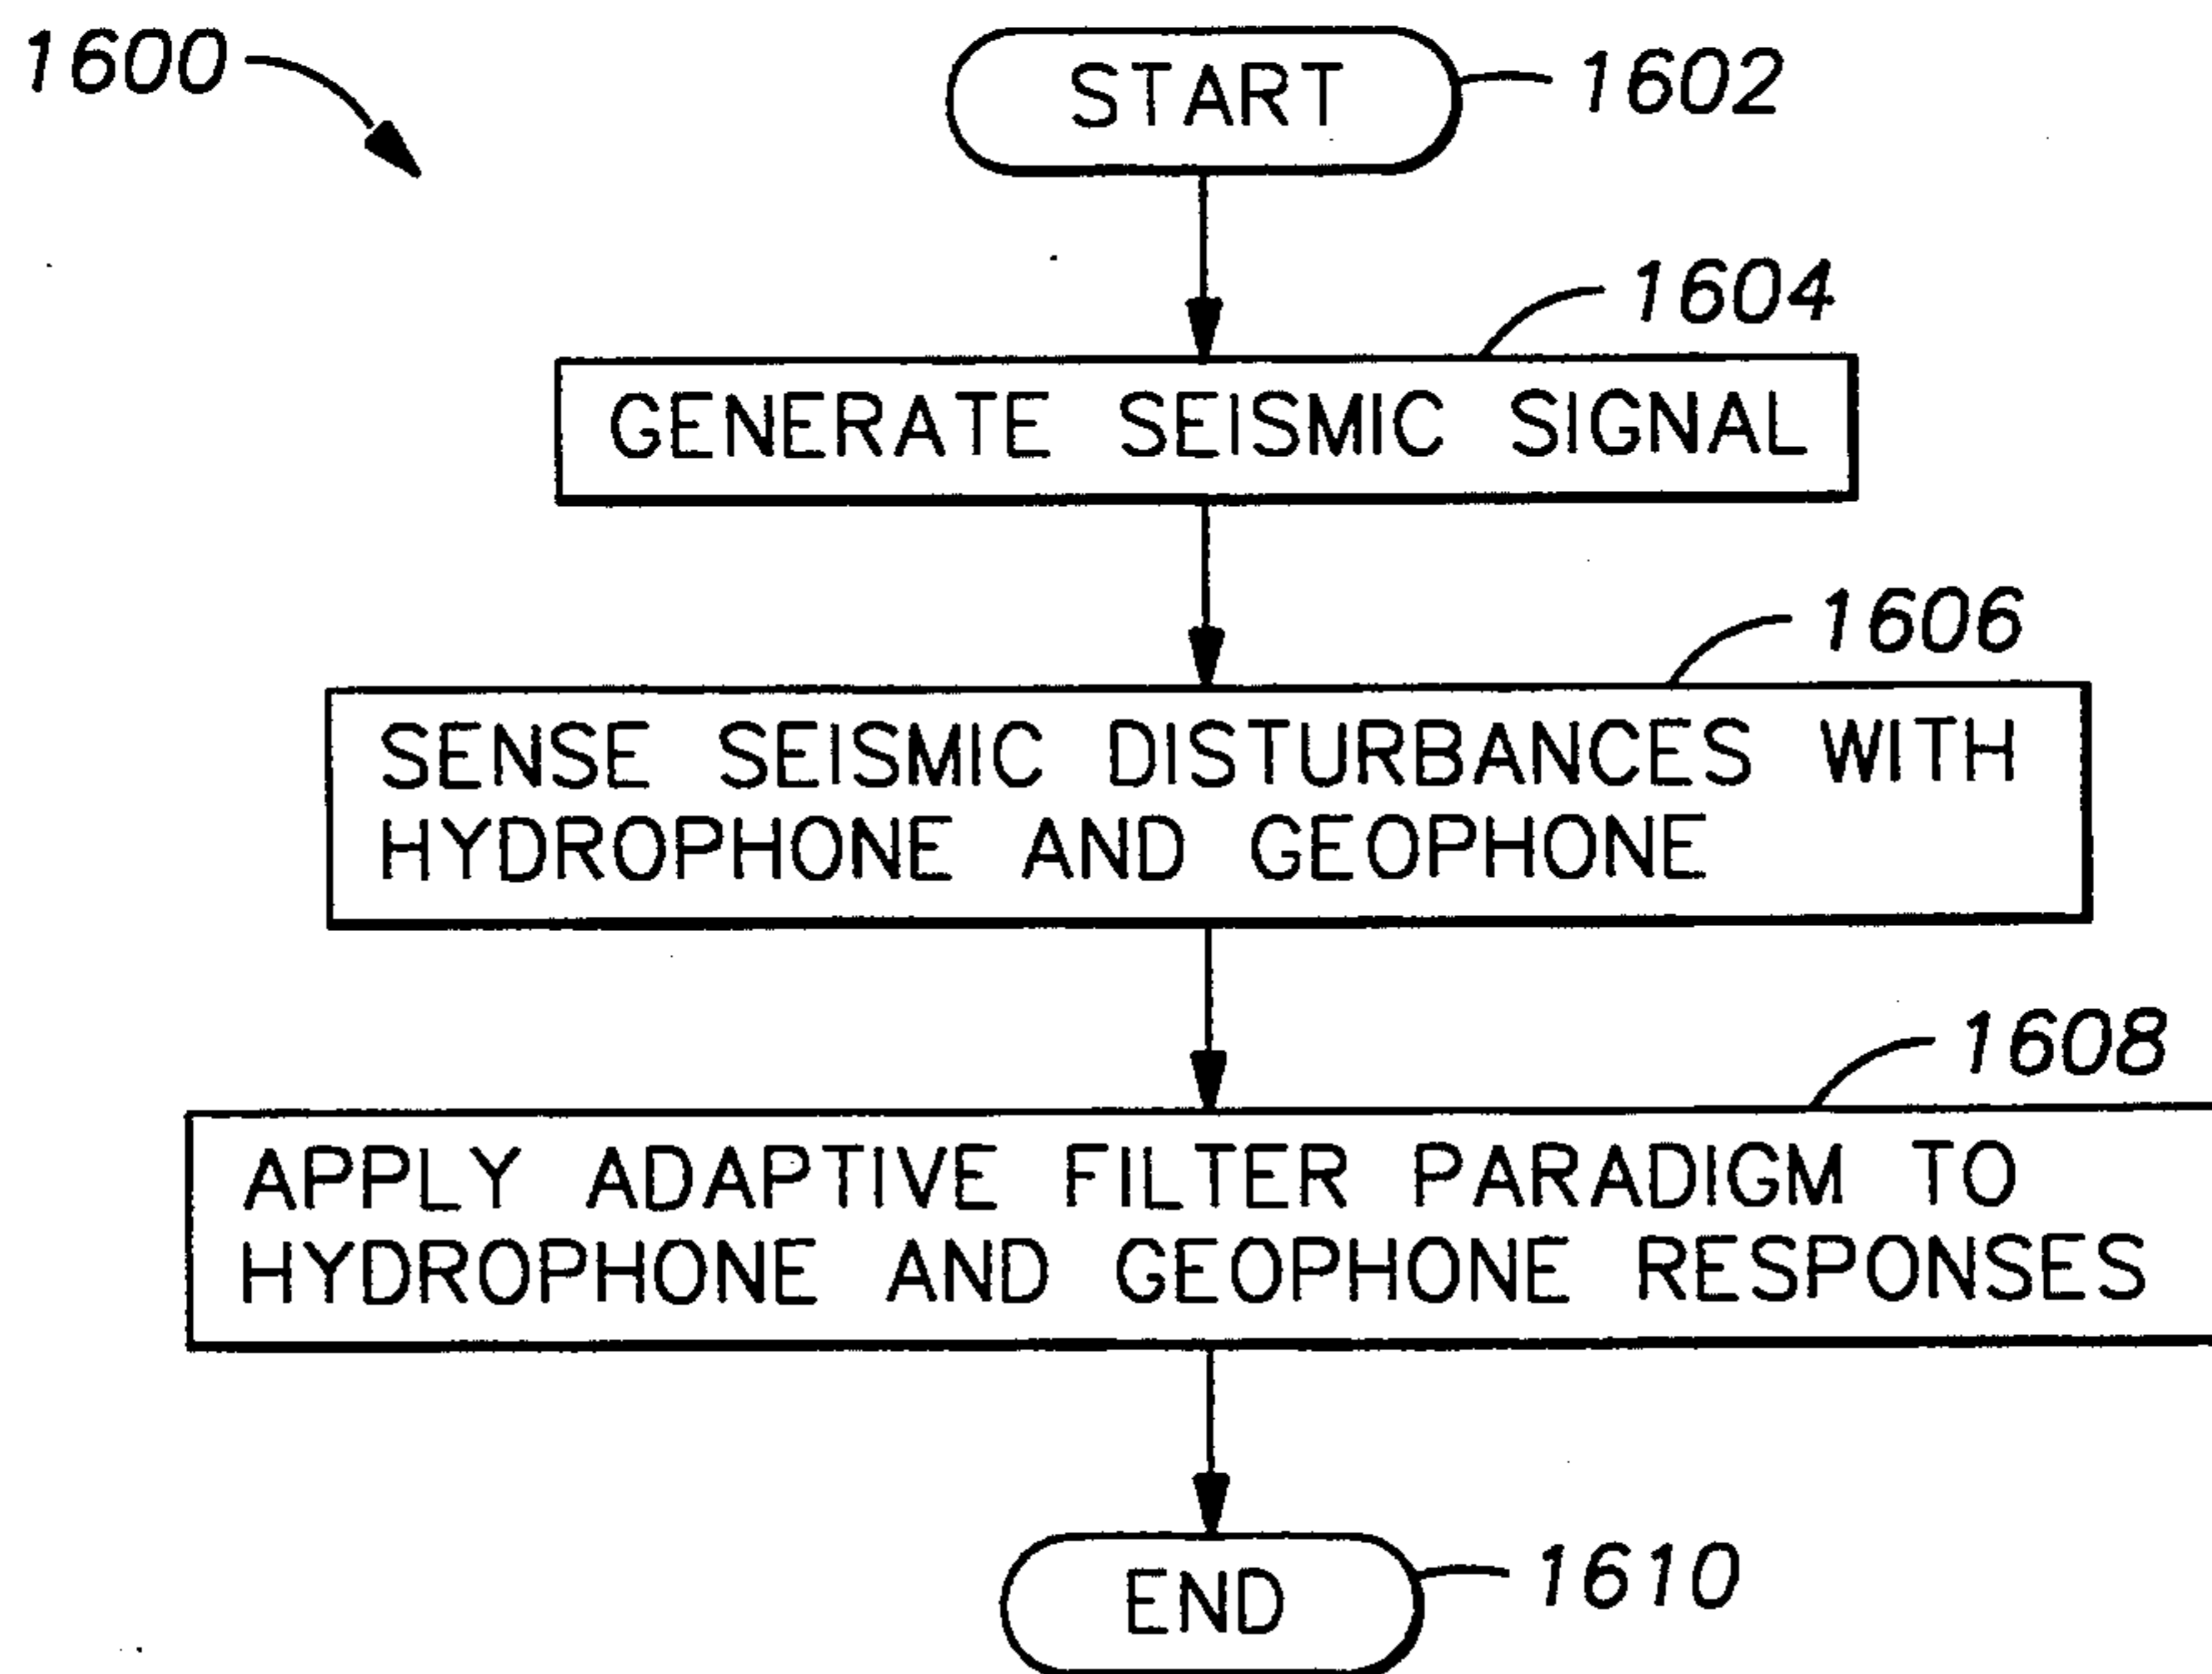 1600
START
1602
1604
GENERATE SEISMIC SIGNAL
1606
SENSE SEISMIC DISTURBANCES WITH
HYDROPHONE AND GEOPHONE
1608
APPLY ADAPTIVE FILTER PARADIGM TO
HYDROPHONE AND GEOPHONE RESPONSES
END
1610